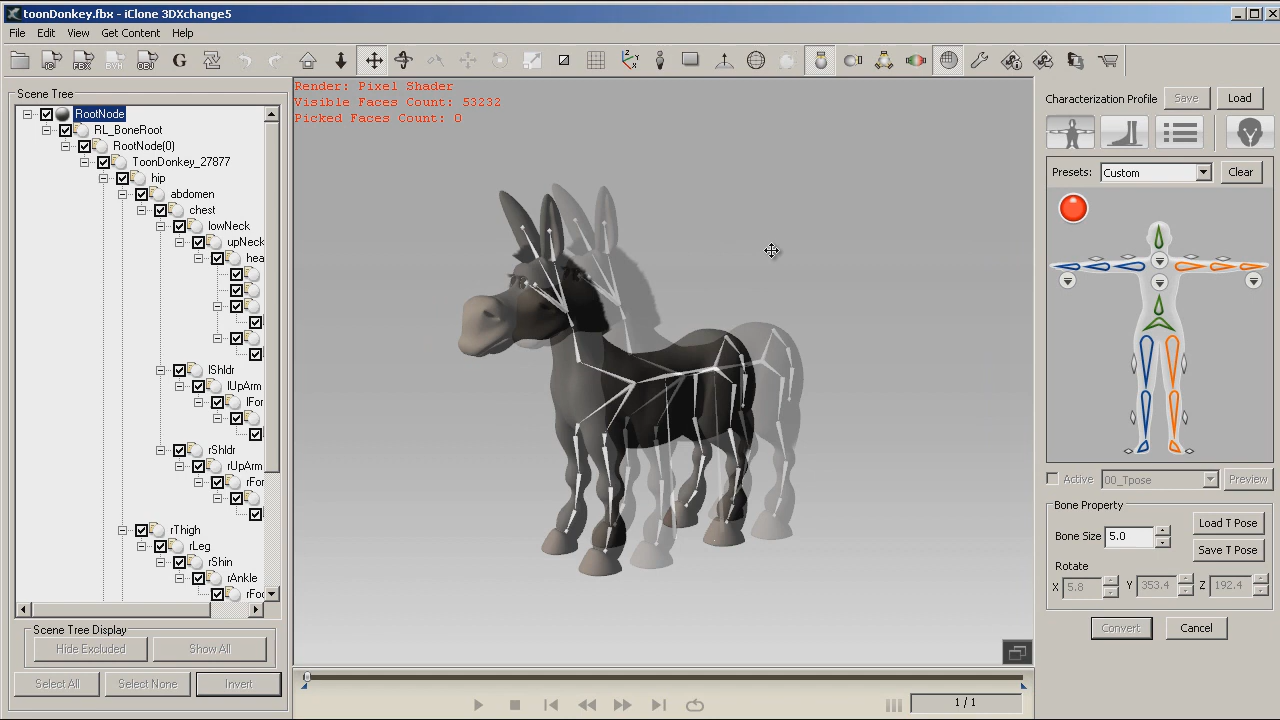 toonDonkey.fbx - iClone 3DXchange5
File Edit View Get Content Help
Scene Tree
RootNode
RL_BoneRoot
RootNode(0)
ToonDonkey_27877
hip
abdomen
chest
lowNeck
upNeck
hea
lShldr
lUpArm
lFor
rShldr
rUpArm
rFor
rThigh
rLeg
rShin
rAnkle
rFoo
Scene Tree Display
Hide Excluded Show All
Select All Select None Invert
Render: Pixel Shader
Visible Faces Count: 53232
Picked Faces Count: 0
1 / 1
Characterization Profile Save Load
Presets: Custom Clear
Active 00_Tpose Preview
Bone Property
Bone Size 5.0 Load T Pose
Save T Pose
Rotate
X 5.8 Y 353.4 Z 192.4
Convert Cancel